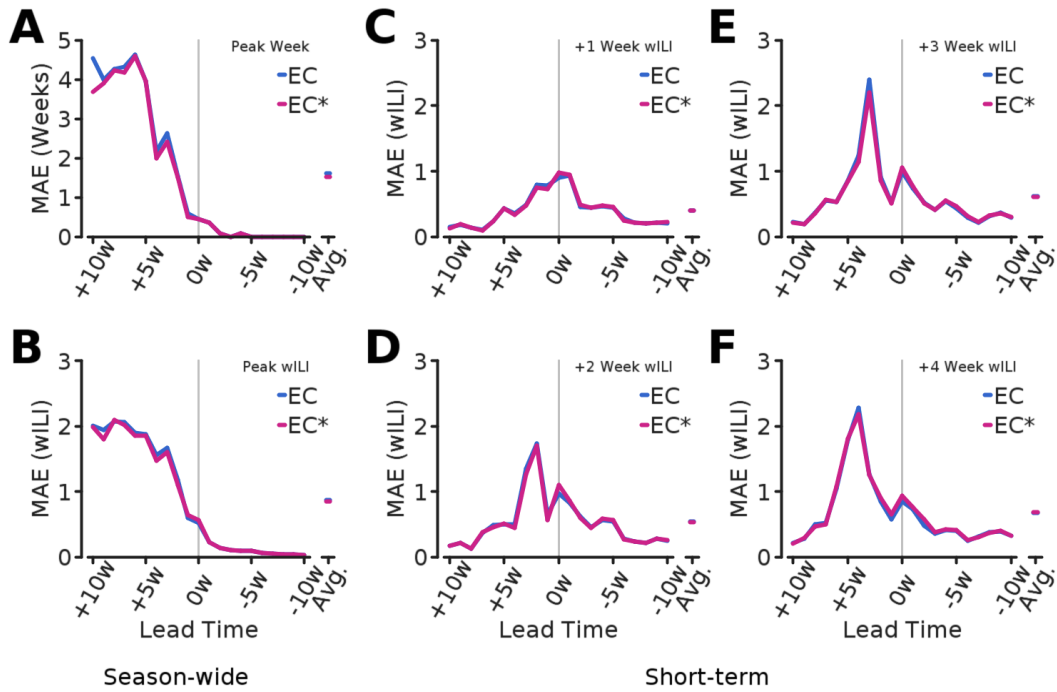 A
Peak Week
EC
EC*
MAE (Weeks)
5
4
3
2
1
0
+10w
+5w
0w
-5w
-10w
Avg.
B
Peak wILI
EC
EC*
MAE (wILI)
3
2
1
0
+10w
+5w
0w
-5w
-10w
Avg.
Lead Time
Season-wide
C
+1 Week wILI
EC
EC*
MAE (wILI)
3
2
1
0
+10w
+5w
0w
-5w
-10w
Avg.
D
+2 Week wILI
EC
EC*
MAE (wILI)
3
2
1
0
+10w
+5w
0w
-5w
-10w
Avg.
Lead Time
E
+3 Week wILI
EC
EC*
MAE (wILI)
3
2
1
0
+10w
+5w
0w
-5w
-10w
Avg.
F
+4 Week wILI
EC
EC*
MAE (wILI)
3
2
1
0
+10w
+5w
0w
-5w
-10w
Avg.
Lead Time
Short-term